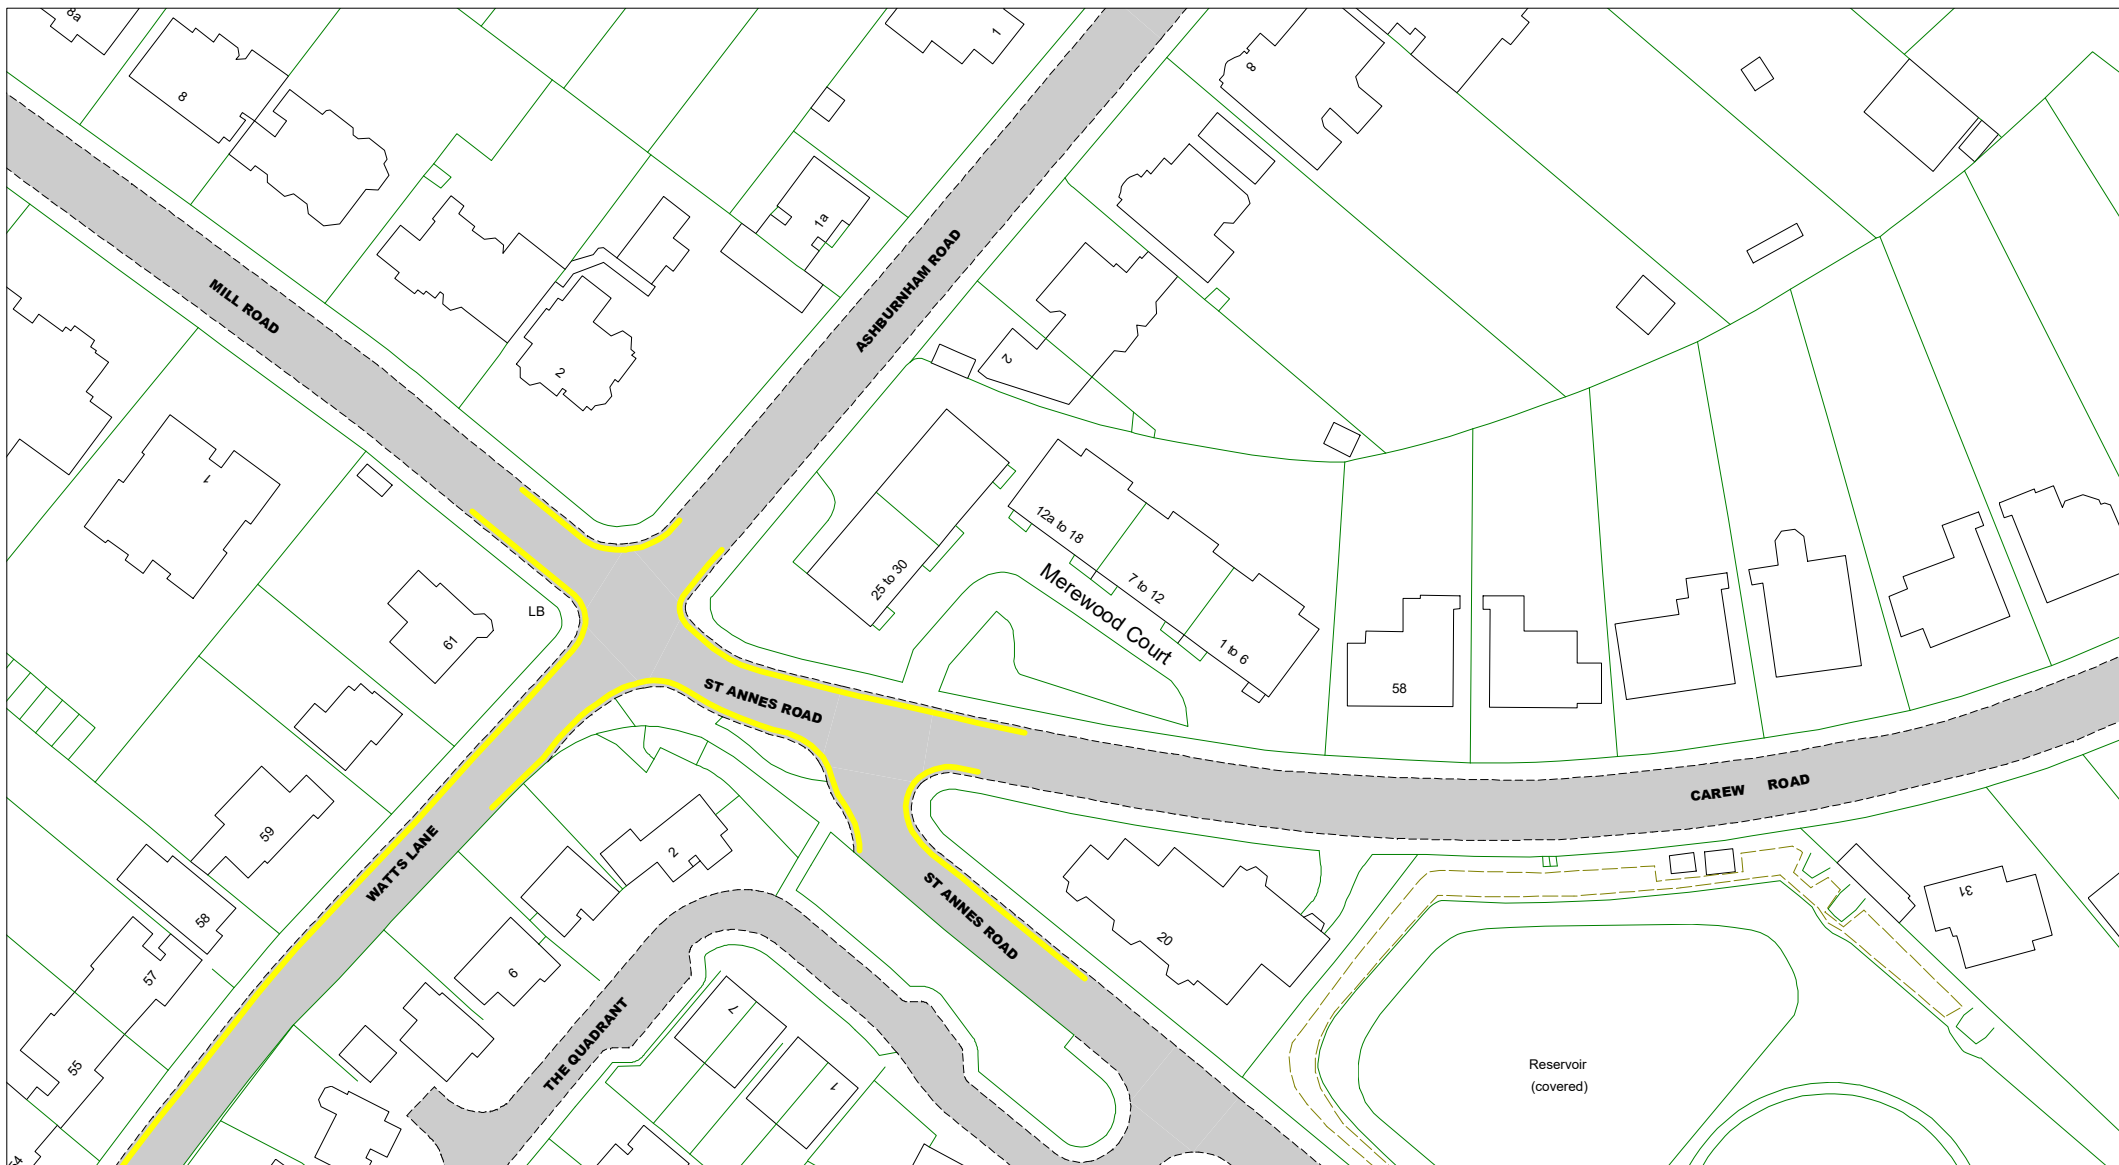 8a
8
1
8
1a
MILL ROAD
ASHBURNHAM ROAD
2
2
1
12a to 18
25 to 30
7 to 12
Merewood Court
1 to 6
LB
61
58
ST ANNES ROAD
CAREW ROAD
59
WATTS LANE
2
58
57
55
6
ST ANNES ROAD
20
31
THE QUADRANT
7
1
Reservoir
(covered)